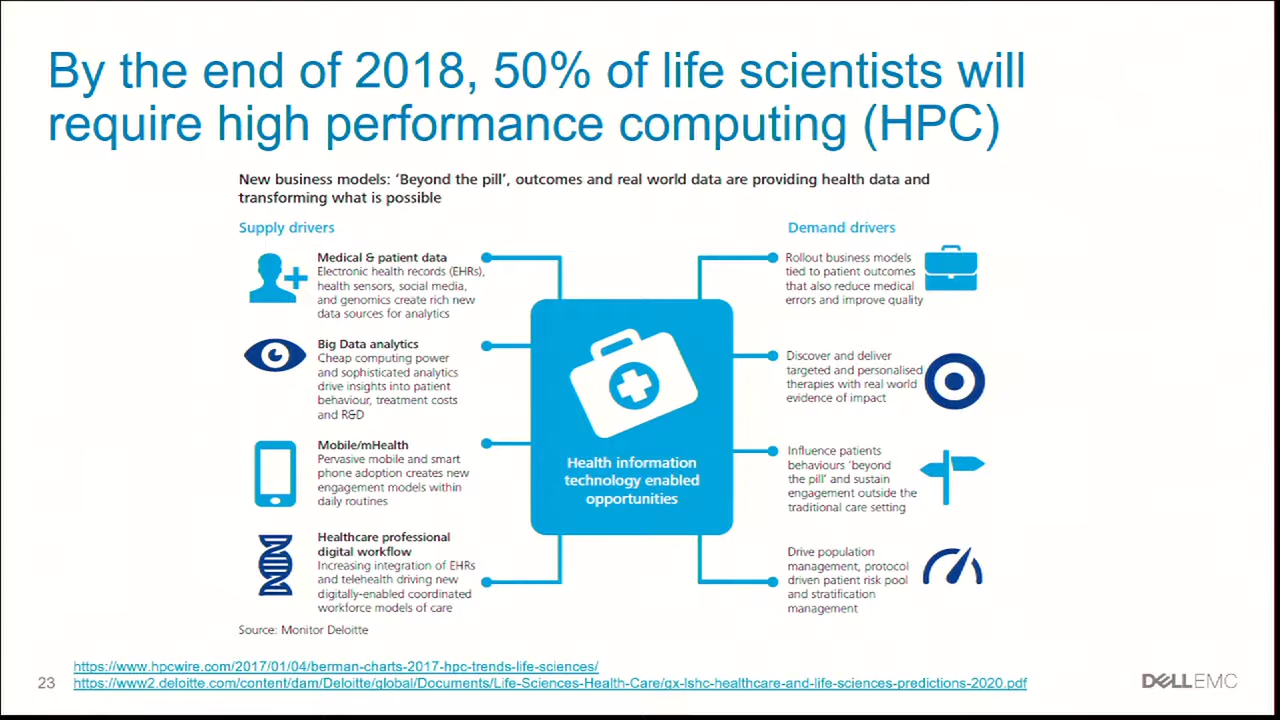 By the end of 2018, 50% of life scientists will
require high performance computing (HPC)
New business models: ‘Beyond the pill’, outcomes and real world data are providing health data and
transforming what is possible
Supply drivers
Medical & patient data
Electronic health records (EHRs),
health sensors, social media,
and genomics create rich new
data sources for analytics
Big Data analytics
Cheap computing power
and sophisticated analytics
drive insights into patient
behaviour, treatment costs
and R&D
Mobile/mHealth
Pervasive mobile and smart
phone adoption creates new
engagement models within
daily routines
Healthcare professional
digital workflow
Increasing integration of EHRs
and telehealth driving new
digitally-enabled coordinated
workforce models of care
Health information
technology enabled
opportunities
Demand drivers
Rollout business models
tied to patient outcomes
that also reduce medical
errors and improve quality
Discover and deliver
targeted and personalised
therapies with real world
evidence of impact
Influence patients
behaviours ‘beyond
the pill’ and sustain
engagement outside the
traditional care setting
Drive population
management, protocol
driven patient risk pool
and stratification
management
Source: Monitor Deloitte
https://www.hpcwire.com/2017/01/04/berman-charts-2017-hpc-trends-life-sciences/
23
https://www2.deloitte.com/content/dam/Deloitte/global/Documents/Life-Sciences-Health-Care/gx-lshc-healthcare-and-life-sciences-predictions-2020.pdf
DELLEMC